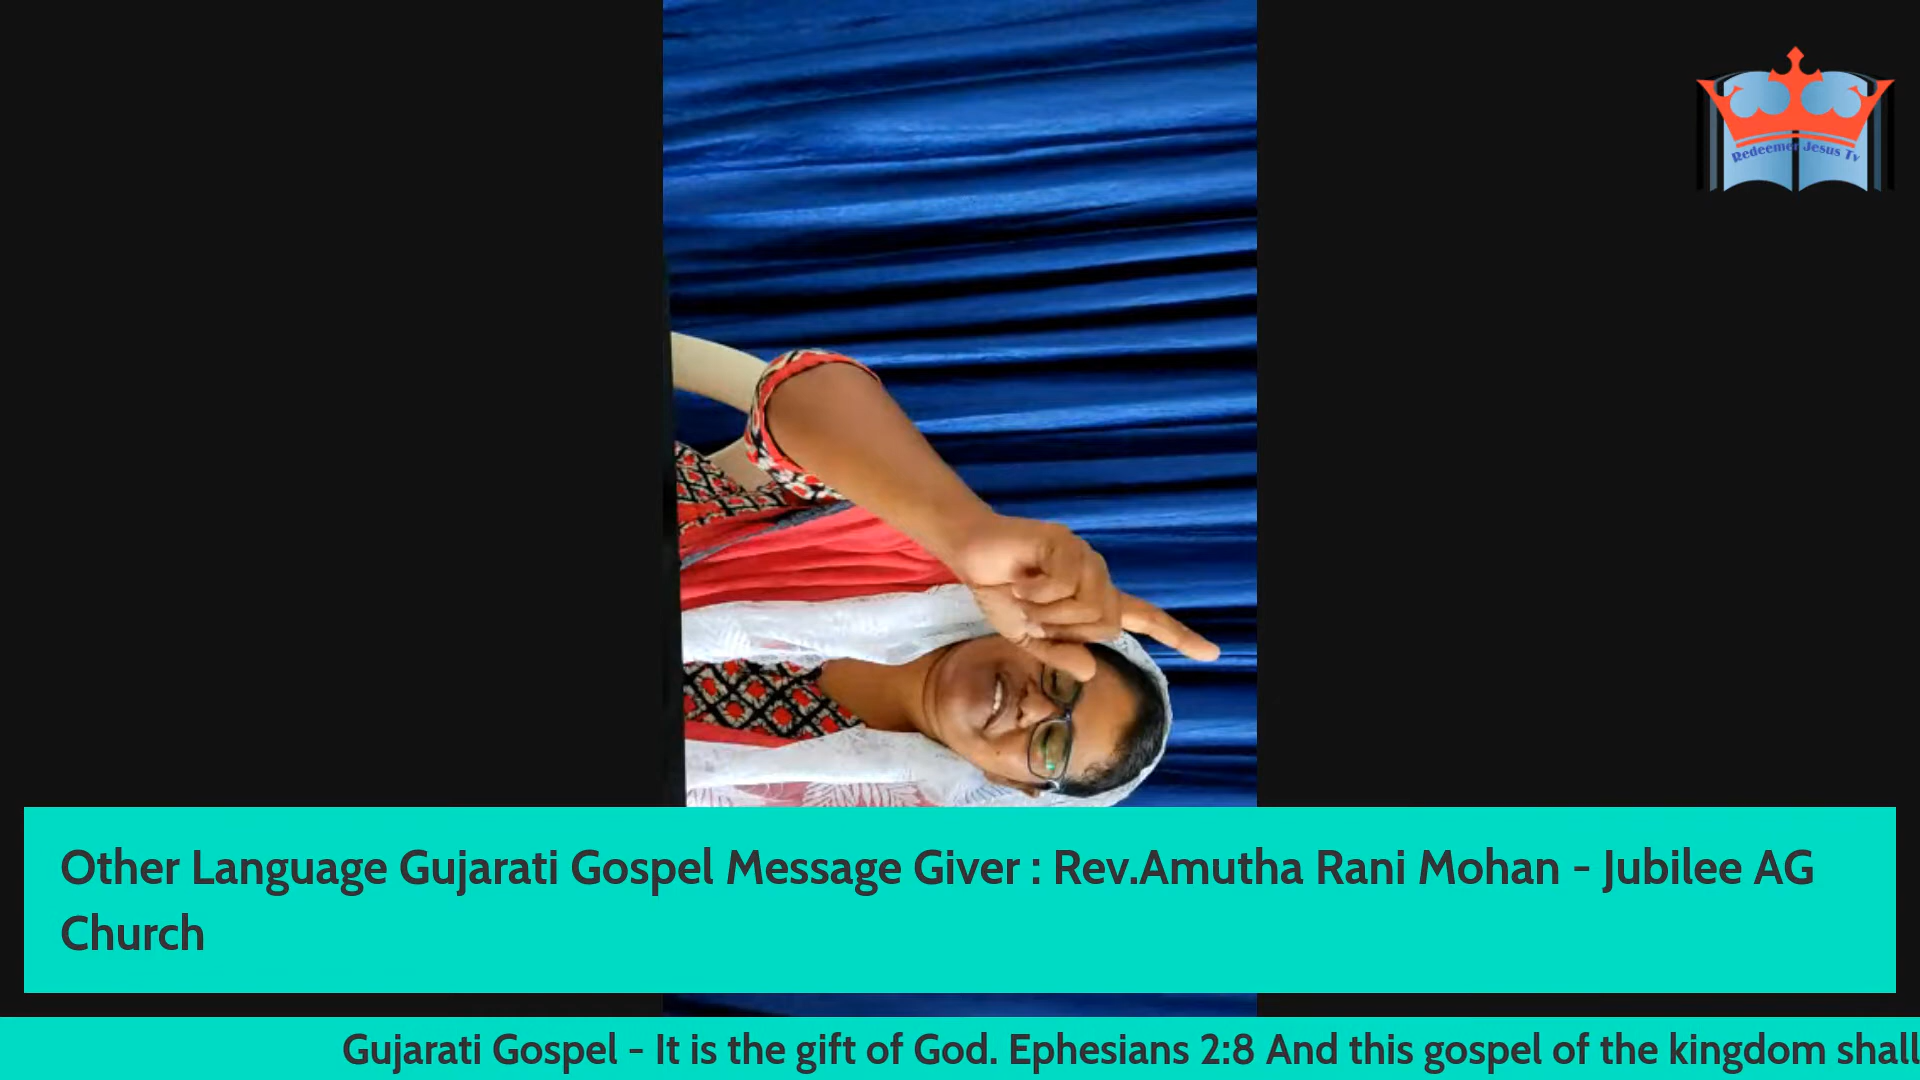 Redeemer Jesus Tv
Other Language Gujarati Gospel Message Giver : Rev.Amutha Rani Mohan - Jubilee AG
Church
Gujarati Gospel - It is the gift of God. Ephesians 2:8 And this gospel of the kingdom shall